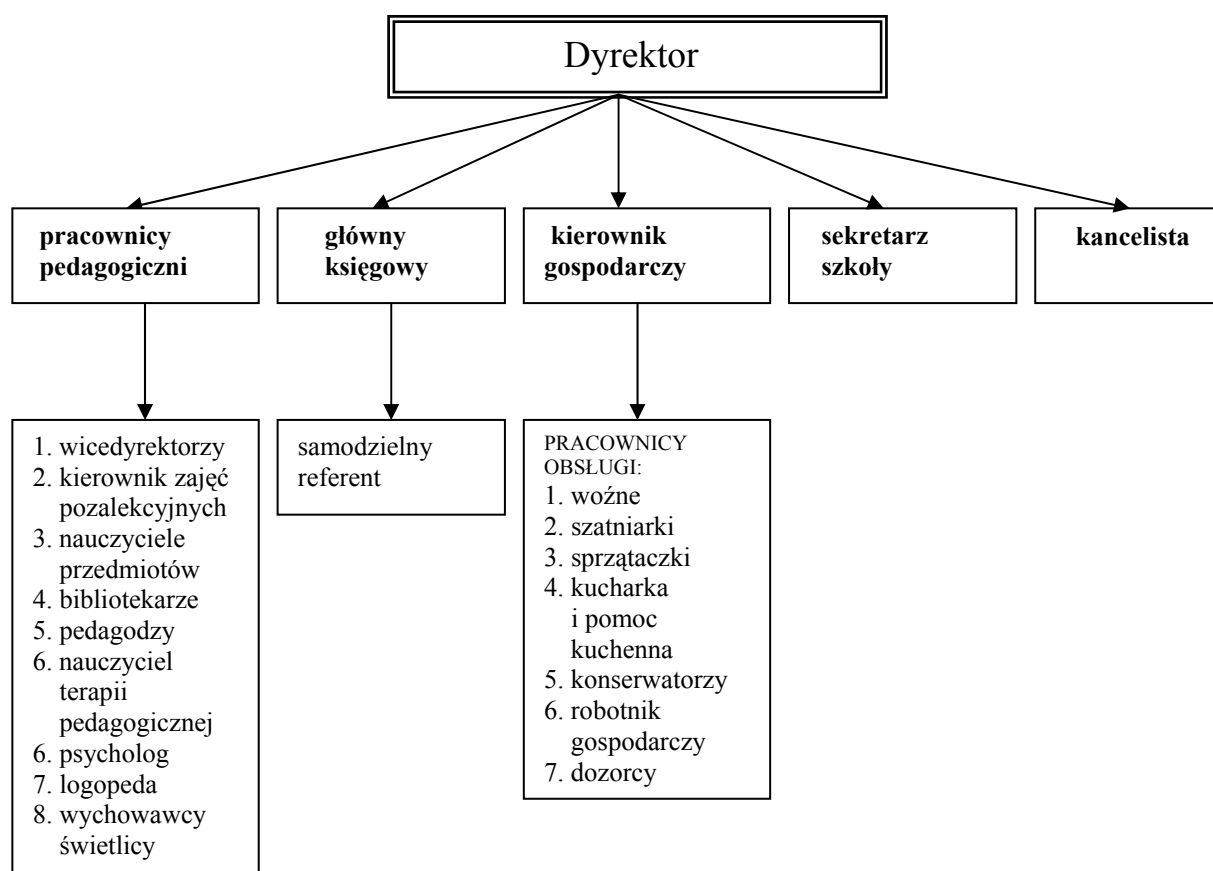 Dyrektor
pracownicy
pedagogiczni
główny
księgowy
kierownik
gospodarczy
sekretarz
szkoły
kancelista
1. wicedyrektorzy
2. kierownik zajęć
pozalekcyjnych
3. nauczyciele
przedmiotów
4. bibliotekarze
5. pedagodzy
6. nauczyciel
terapii
pedagogicznej
6. psycholog
7. logopeda
8. wychowawcy
świetlicy
samodzielny
referent
PRACOWNICY
OBSŁUGI:
1. woźne
2. szatniarki
3. sprzątaczki
4. kucharka
i pomoc
kuchenna
5. konserwatorzy
6. robotnik
gospodarczy
7. dozorcy